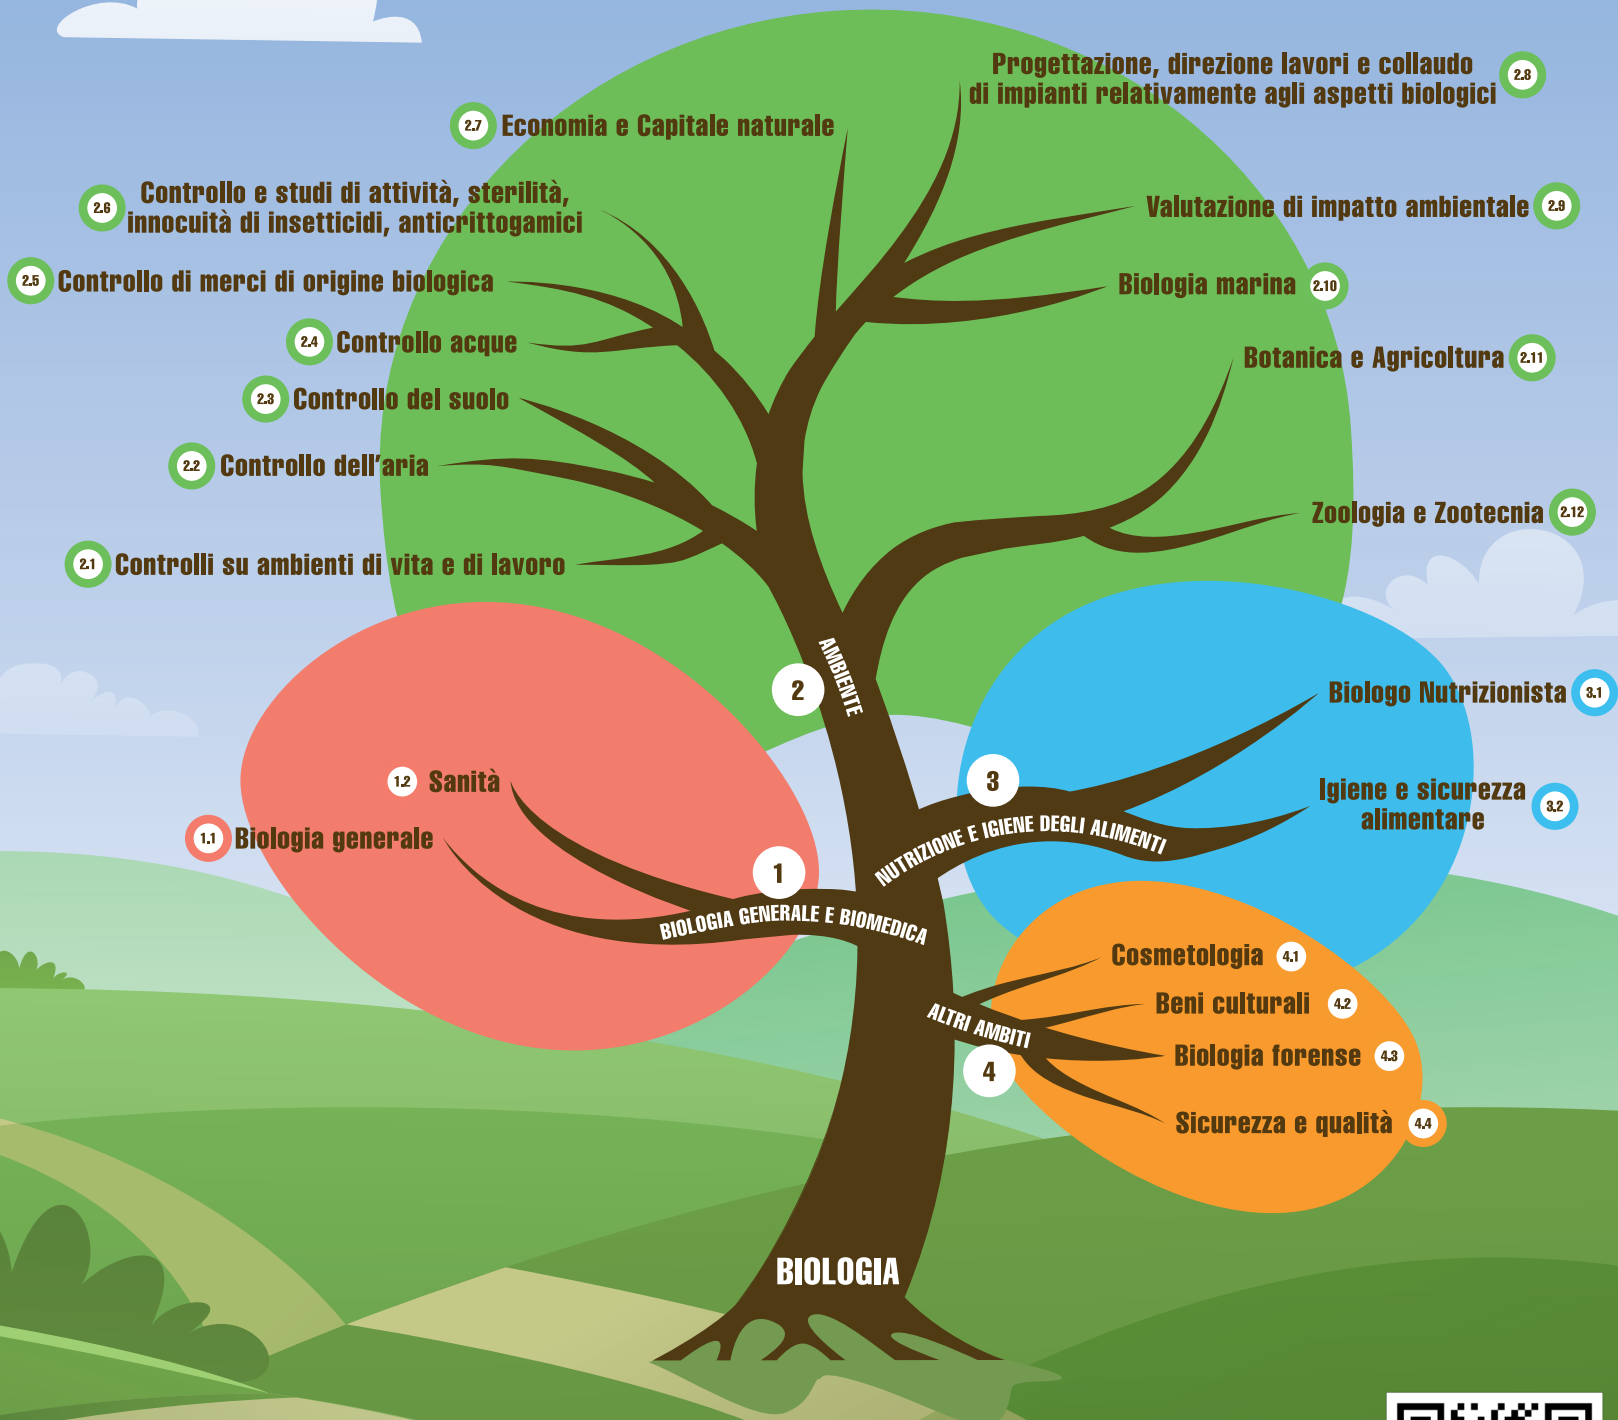 Progettazione, direzione lavori e collaudo
di impianti relativamente agli aspetti biologici
2.8
2.7 Economia e Capitale naturale
2.6
Controllo e studi di attività, sterilità,
innocuità di insetticidi, anticrittogamici
Valutazione di impatto ambientale 2.9
2.5 Controllo di merci di origine biologica
Biologia marina 2.10
2.4 Controllo acque
Botanica e Agricoltura 2.11
2.3 Controllo del suolo
2.2 Controllo dell'aria
Zoologia e Zootecnia 2.12
2.1 Controlli su ambienti di vita e di lavoro
2
AMBIENTE
Biologo Nutrizionista 3.1
1.2 Sanità
3
Igiene e sicurezza
alimentare
3.2
NUTRIZIONE E IGIENE DEGLI ALIMENTI
1.1 Biologia generale
1
BIOLOGIA GENERALE E BIOMEDICA
Cosmetologia 4.1
Beni culturali 4.2
ALTRI AMBITI
4
Biologia forense 4.3
Sicurezza e qualità 4.4
BIOLOGIA